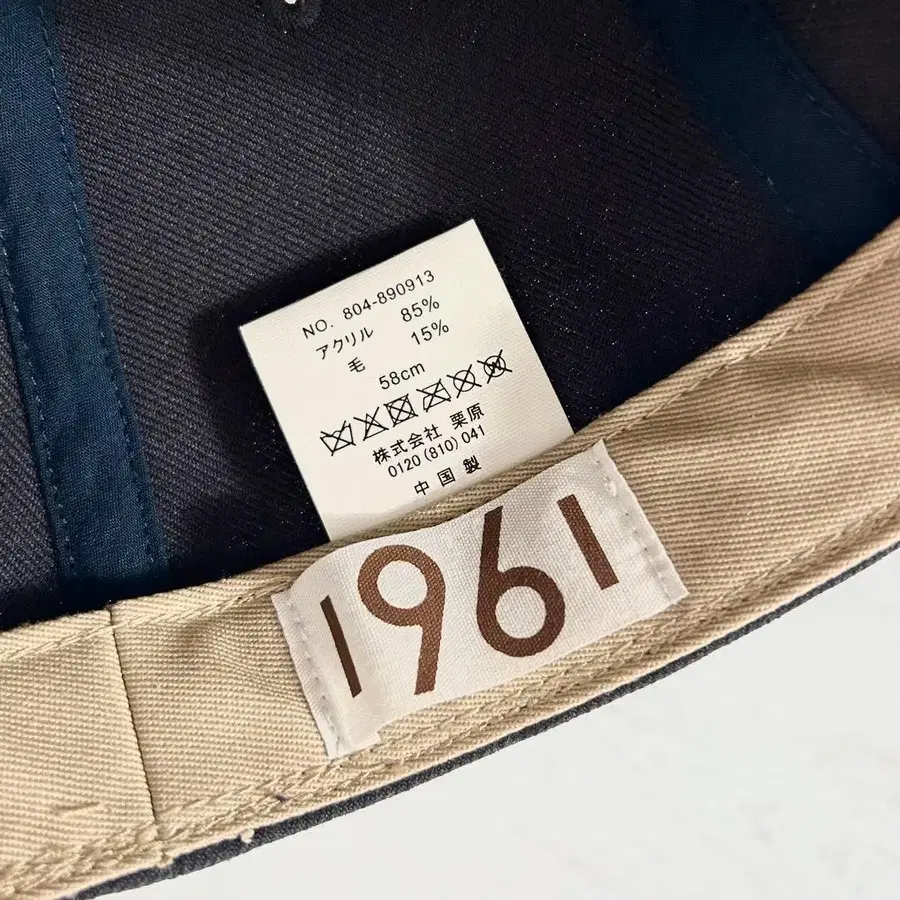 NO. 804-890913
アクリル 85%
毛 15%
58cm
株式会社 栗原
0120(810)041
中国製
1961